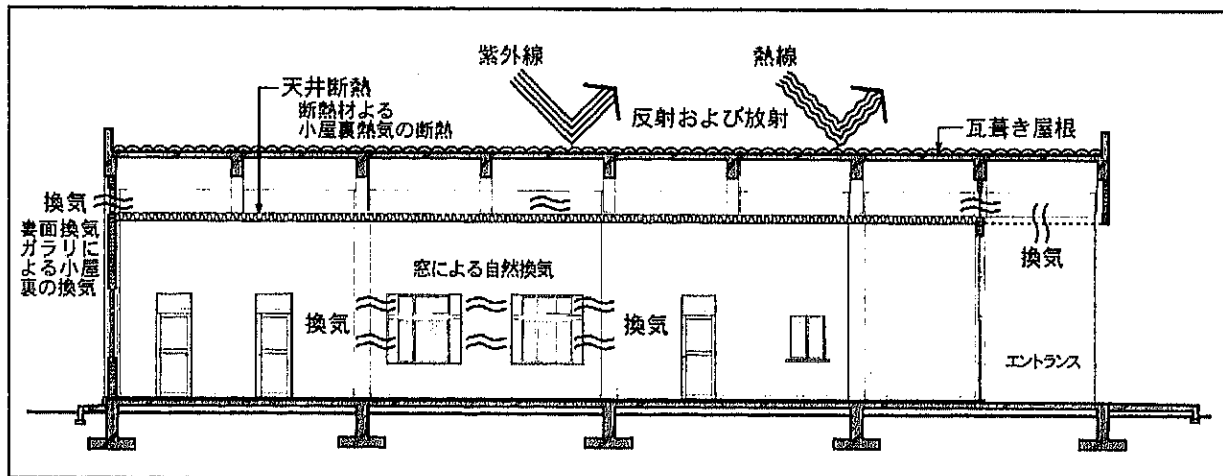 紫外線
熱線
天井断熱
断熱材よる
小屋裏熱気の断熱
反射および放射
瓦葺き屋根
換気
妻面換気
ガラリに
よる小屋
裏の換気
換気
窓による自然換気
換気
換気
エントランス